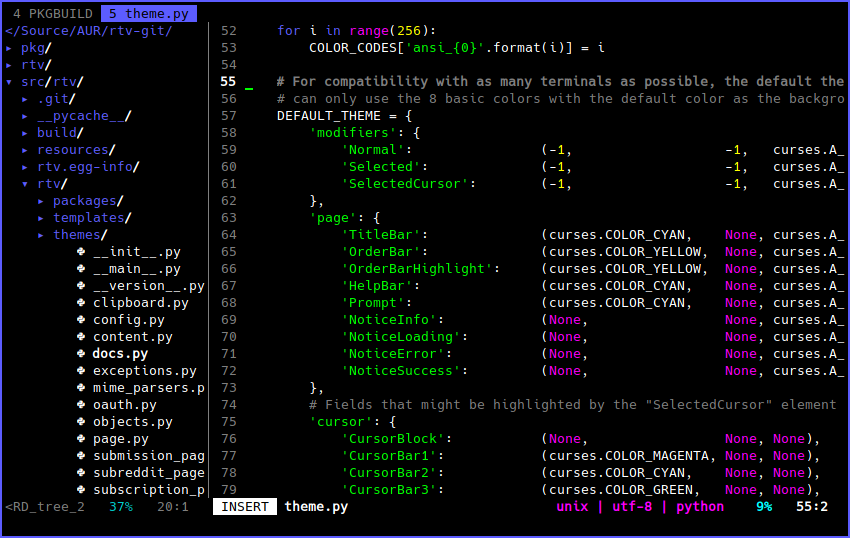 4 PKGBUILD  5 theme.py
</Source/AUR/rtv-git/
▸ pkg/
▸ rtv/
▾ src/rtv/
▸ .git/
▸ __pycache__/
▸ build/
▸ resources/
▸ rtv.egg-info/
▾ rtv/
▸ packages/
▸ templates/
▸ themes/
__init__.py
__main__.py
__version__.py
clipboard.py
config.py
content.py
docs.py
exceptions.py
mime_parsers.p
oauth.py
objects.py
page.py
submission_pag
subreddit_page
subscription_p
<RD_tree_2   37%   20:1
52     for i in range(256):
53         COLOR_CODES['ansi_{0}'.format(i)] = i
54
55     # For compatibility with as many terminals as possible, the default the
56     # can only use the 8 basic colors with the default color as the backgro
57     DEFAULT_THEME = {
58         'modifiers': {
59             'Normal':                (-1,                   -1,   curses.A_
60             'Selected':              (-1,                   -1,   curses.A_
61             'SelectedCursor':        (-1,                   -1,   curses.A_
62         },
63         'page': {
64             'TitleBar':              (curses.COLOR_CYAN,    None, curses.A_
65             'OrderBar':              (curses.COLOR_YELLOW,  None, curses.A_
66             'OrderBarHighlight':     (curses.COLOR_YELLOW,  None, curses.A_
67             'HelpBar':               (curses.COLOR_CYAN,    None, curses.A_
68             'Prompt':                (curses.COLOR_CYAN,    None, curses.A_
69             'NoticeInfo':            (None,                 None, curses.A_
70             'NoticeLoading':         (None,                 None, curses.A_
71             'NoticeError':           (None,                 None, curses.A_
72             'NoticeSuccess':         (None,                 None, curses.A_
73         },
74         # Fields that might be highlighted by the "SelectedCursor" element
75         'cursor': {
76             'CursorBlock':           (None,                 None, None),
77             'CursorBar1':            (curses.COLOR_MAGENTA, None, None),
78             'CursorBar2':            (curses.COLOR_CYAN,    None, None),
79             'CursorBar3':            (curses.COLOR_GREEN,   None, None),
INSERT  theme.py  unix | utf-8 | python  9%  55:2